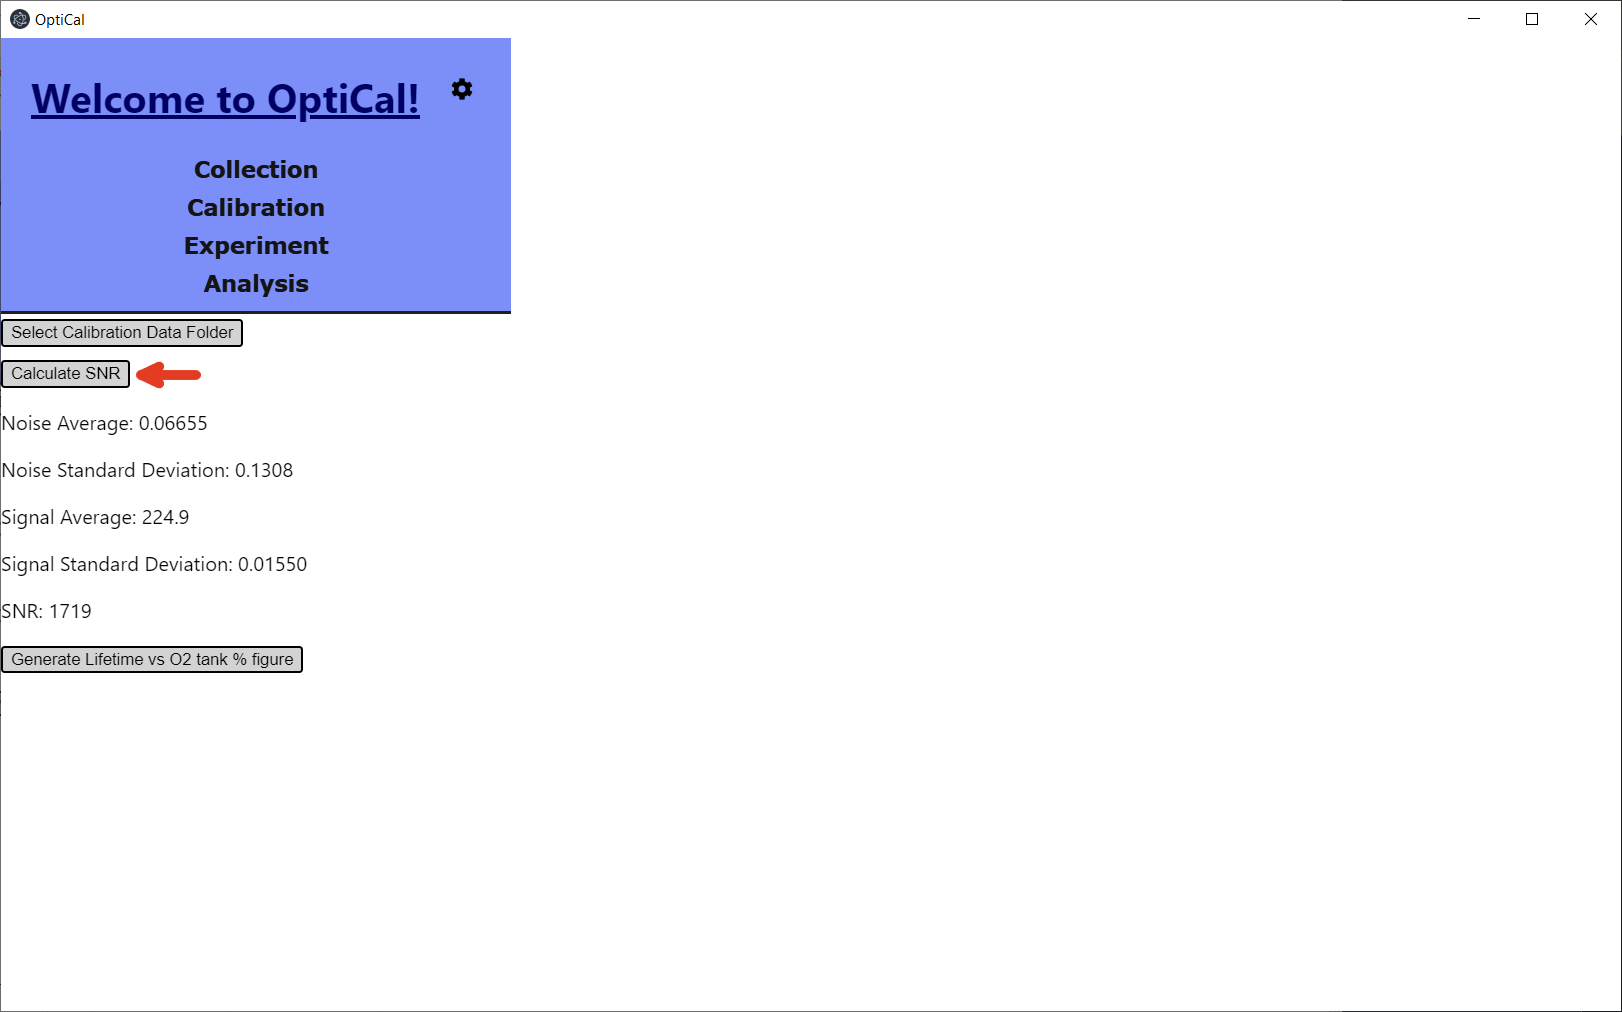 OptiCal
Welcome to OptiCal!
Collection
Calibration
Experiment
Analysis
Select Calibration Data Folder
Calculate SNR
Noise Average: 0.06655
Noise Standard Deviation: 0.1308
Signal Average: 224.9
Signal Standard Deviation: 0.01550
SNR: 1719
Generate Lifetime vs O2 tank % figure